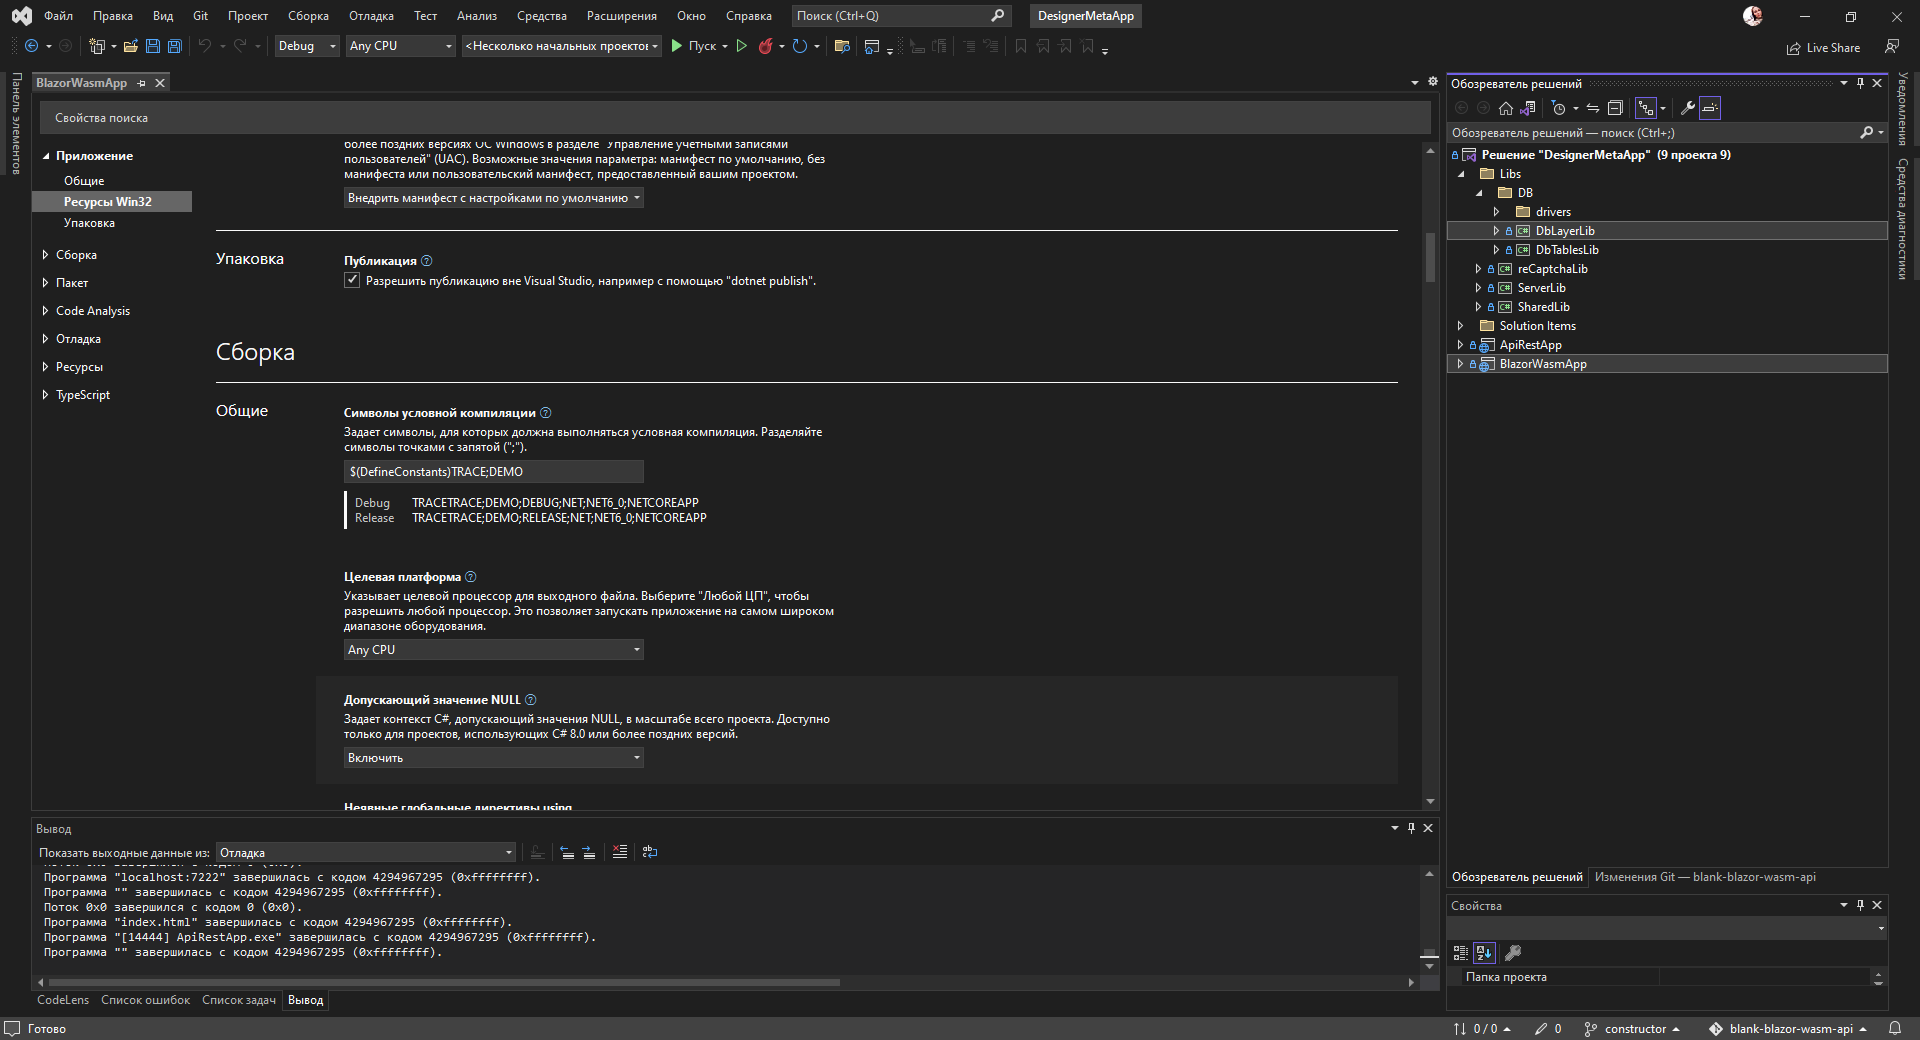 Файл Правка Вид Git Проект Сборка Отладка Тест Анализ Средства Расширения Окно Справка Поиск (Ctrl+Q) DesignerMetaApp
Debug Any CPU <Несколько начальных проектов Пуск Live Share
Панель элементов
BlazorWasmApp
Свойства поиска
Приложение
Общие
Ресурсы Win32
Упаковка
Сборка
Пакет
Code Analysis
Отладка
Ресурсы
TypeScript
более поздних версиях ОС Windows в разделе "Управление учетными записями
пользователей" (UAC). Возможные значения параметра: манифест по умолчанию, без
манифеста или пользовательский манифест, предоставленный вашим проектом.
Внедрить манифест с настройками по умолчанию
Упаковка
Публикация
Разрешить публикацию вне Visual Studio, например с помощью "dotnet publish".
Сборка
Общие
Символы условной компиляции
Задает символы, для которых должна выполняться условная компиляция. Разделяйте
символы точками с запятой (";").
$(DefineConstants)TRACE;DEMO
Debug TRACETRACE;DEMO;DEBUG;NET;NET6_0;NETCOREAPP
Release TRACETRACE;DEMO;RELEASE;NET;NET6_0;NETCOREAPP
Целевая платформа
Указывает целевой процессор для выходного файла. Выберите "Любой ЦП", чтобы
разрешить любой процессор. Это позволяет запускать приложение на самом широком
диапазоне оборудования.
Any CPU
Допускающий значение NULL
Задает контекст C#, допускающий значения NULL, в масштабе всего проекта. Доступно
только для проектов, использующих C# 8.0 или более поздних версий.
Включить
Неявные глобальные директивы using
Вывод
Показать выходные данные из: Отладка
Поток 0x0 завершился с кодом 0 (0x0).
Программа "localhost:7222" завершилась с кодом 4294967295 (0xffffffff).
Программа "" завершилась с кодом 4294967295 (0xffffffff).
Поток 0x0 завершился с кодом 0 (0x0).
Программа "index.html" завершилась с кодом 4294967295 (0xffffffff).
Программа "[14444] ApiRestApp.exe" завершилась с кодом 4294967295 (0xffffffff).
Программа "" завершилась с кодом 4294967295 (0xffffffff).
CodeLens Список ошибок Список задач Вывод
Обозреватель решений
Обозреватель решений — поиск (Ctrl+;)
Решение "DesignerMetaApp" (9 проекта 9)
Libs
DB
drivers
DbLayerLib
DbTablesLib
reCaptchaLib
ServerLib
SharedLib
Solution Items
ApiRestApp
BlazorWasmApp
Обозреватель решений Изменения Git — blank-blazor-wasm-api
Свойства
Папка проекта
Уведомления
Средства диагностики
Готово 0 / 0 0 constructor blank-blazor-wasm-api